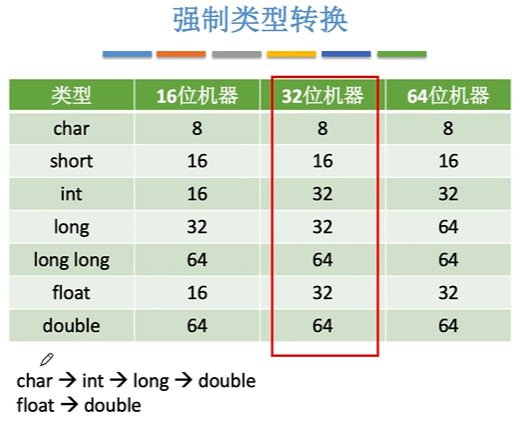 强制类型转换
类型 16位机器 32位机器 64位机器
char 8 8 8
short 16 16 16
int 16 32 32
long 32 32 64
long long 64 64 64
float 16 32 32
double 64 64 64
char → int → long → double
float → double